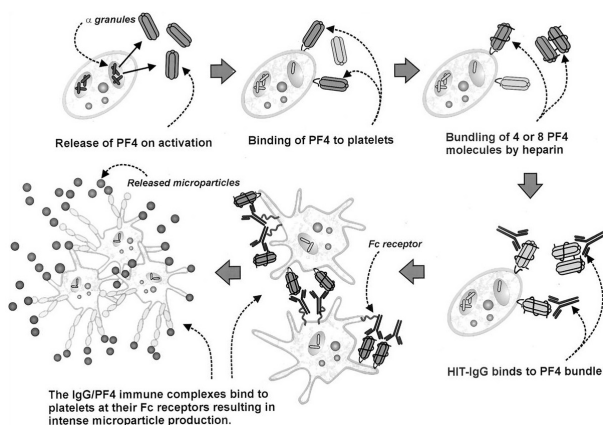 α granules
Release of PF4 on activation
Binding of PF4 to platelets
Bundling of 4 or 8 PF4
molecules by heparin
Released microparticles
Fc receptor
HIT-IgG binds to PF4 bundle
The IgG/PF4 immune complexes bind to
platelets at their Fc receptors resulting in
intense microparticle production.